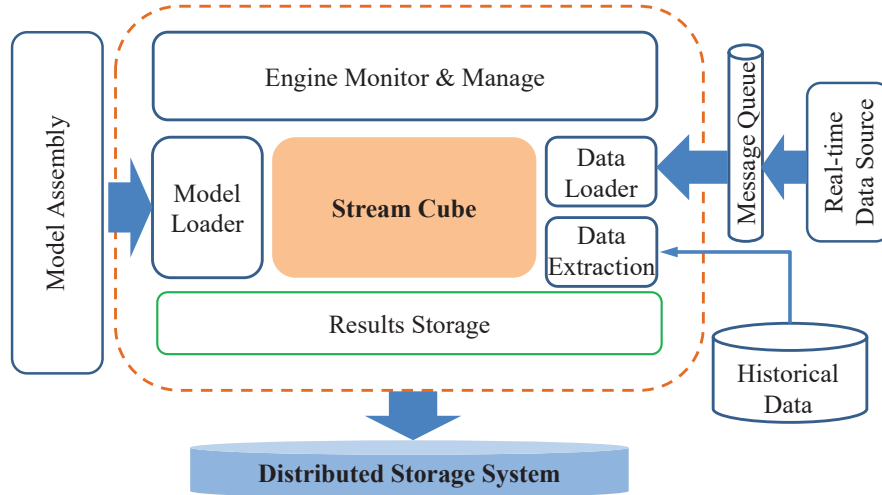 Model Assembly
Engine Monitor & Manage
Model
Loader
Stream Cube
Data
Loader
Data
Extraction
Message Queue
Real-time
Data Source
Results Storage
Historical
Data
Distributed Storage System